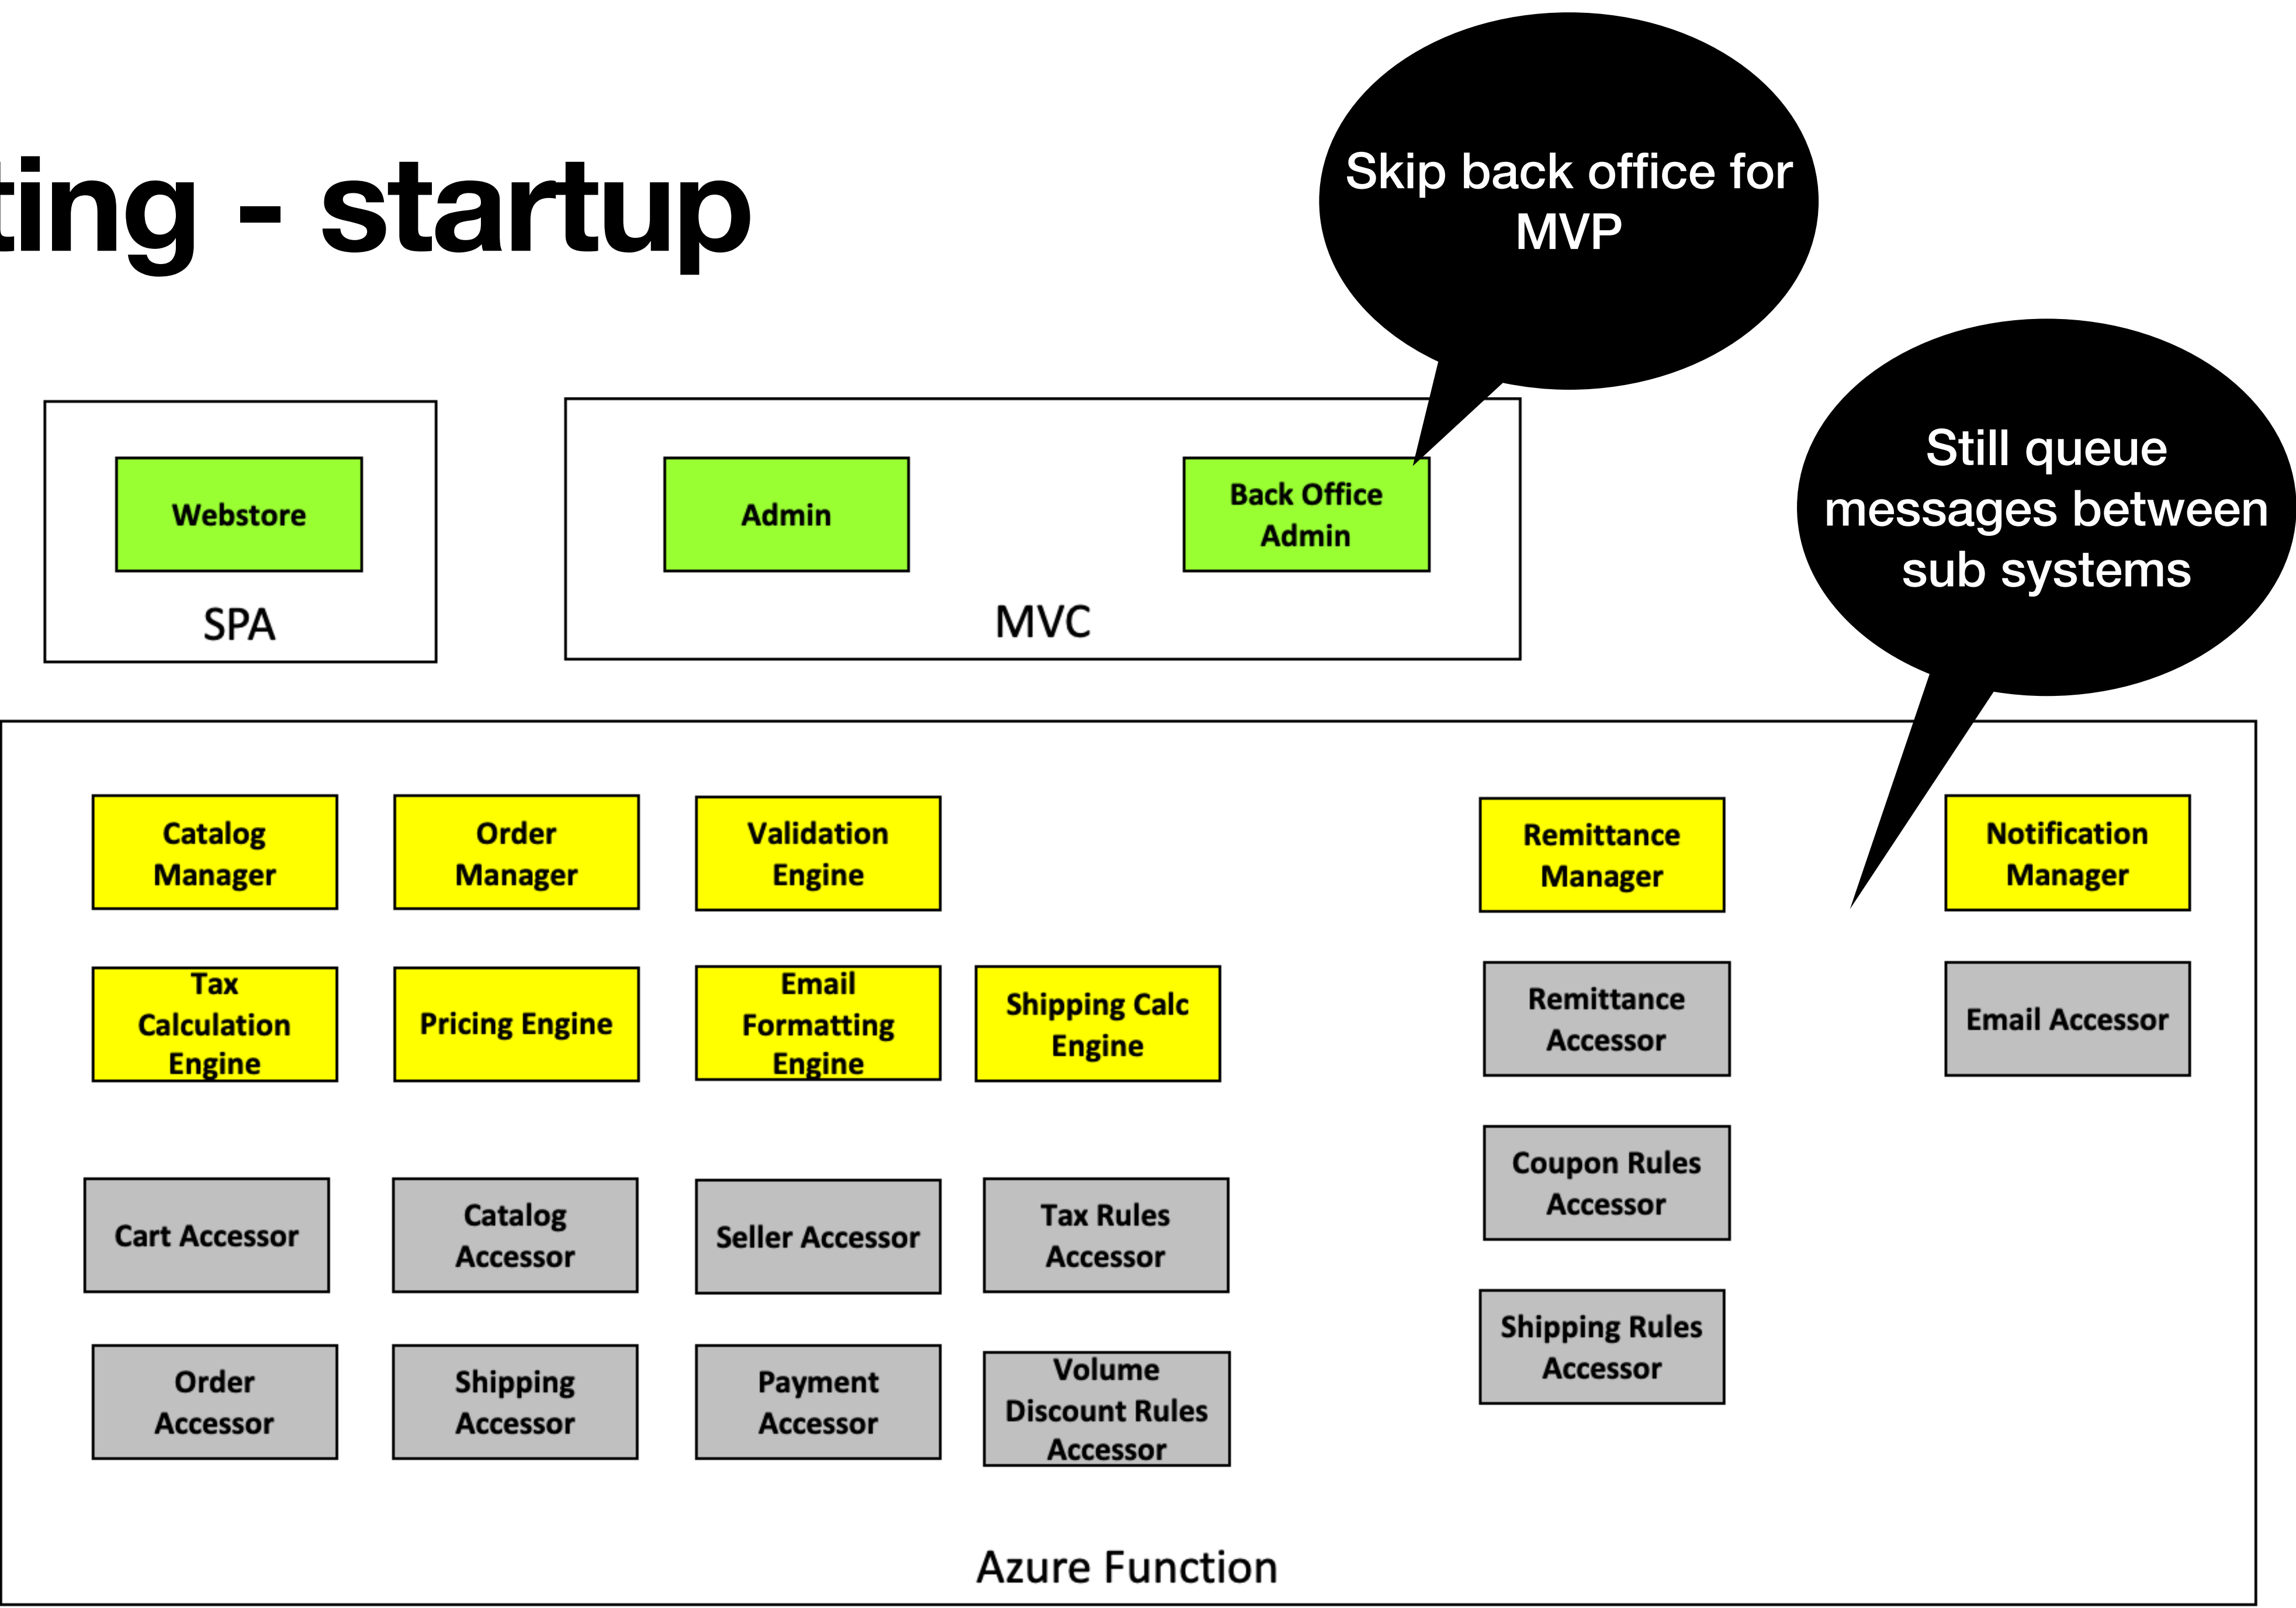 ting - startup
Skip back office for
MVP
Still queue
messages between
sub systems
Webstore
SPA
Admin
Back Office
Admin
MVC
Catalog
Manager
Order
Manager
Validation
Engine
Remittance
Manager
Notification
Manager
Tax
Calculation
Engine
Pricing Engine
Email
Formatting
Engine
Shipping Calc
Engine
Remittance
Accessor
Email Accessor
Coupon Rules
Accessor
Cart Accessor
Catalog
Accessor
Seller Accessor
Tax Rules
Accessor
Shipping Rules
Accessor
Order
Accessor
Shipping
Accessor
Payment
Accessor
Volume
Discount Rules
Accessor
Azure Function